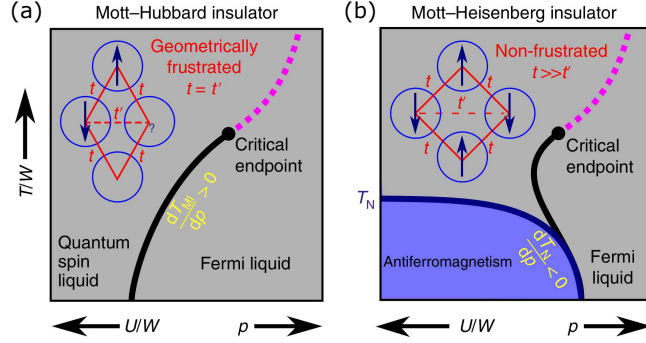 (a)
Mott–Hubbard insulator
Geometrically
frustrated
t = t′
t
t
t′
?
t
t
Critical
endpoint
dT_MI
dp
> 0
Quantum
spin
liquid
Fermi liquid
T/W
U/W
p
(b)
Mott–Heisenberg insulator
Non-frustrated
t>>t′
t
t
t′
t
t
Critical
endpoint
T_N
dT_N
dp
< 0
Antiferromagnetism
Fermi
liquid
U/W
p